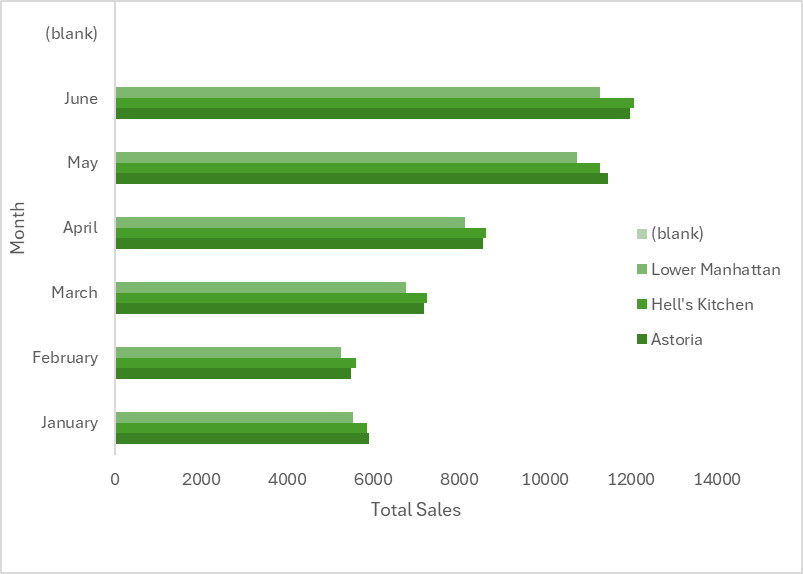 (blank)
June
May
April
March
February
January
Month
0 2000 4000 6000 8000 10000 12000 14000
Total Sales
(blank)
Lower Manhattan
Hell's Kitchen
Astoria